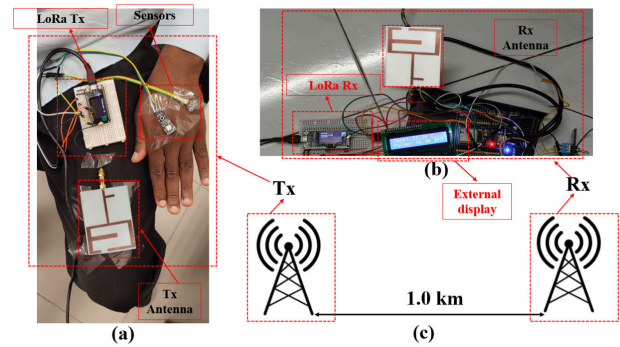 LoRa Tx
Sensors
Tx
Antenna
(a)
Rx
Antenna
LoRa Rx
(b)
External
display
Tx
Rx
1.0 km
(c)